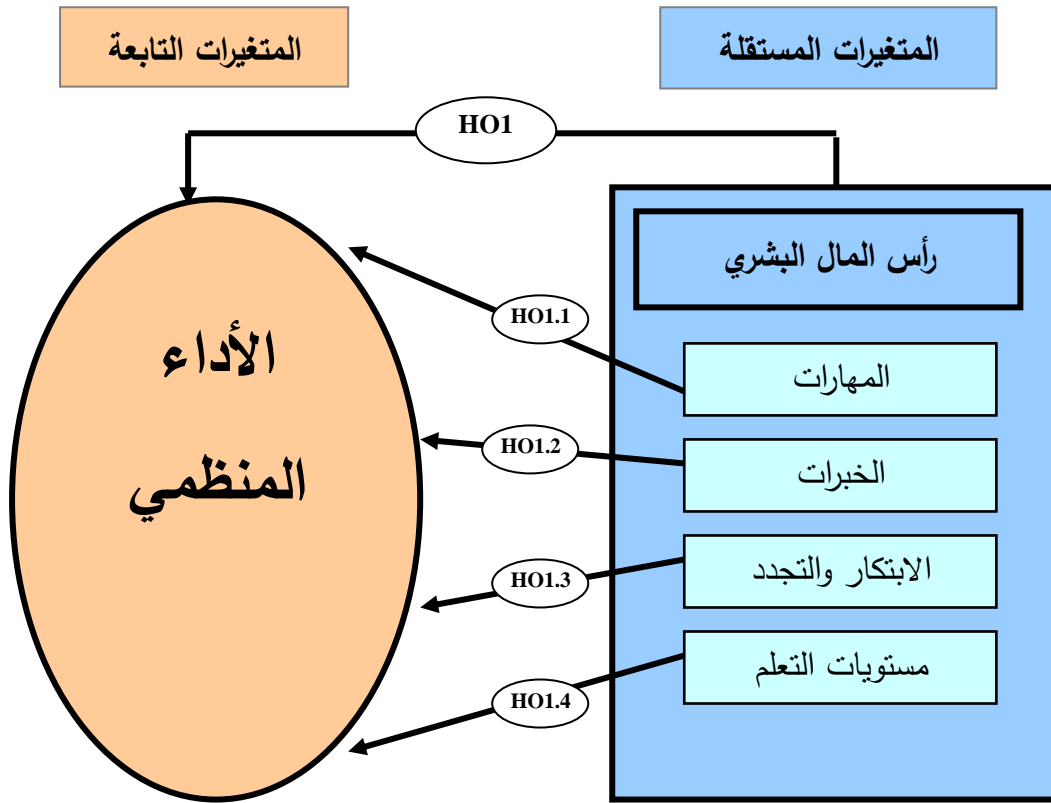 المتغيرات المستقلة
المتغيرات التابعة
HO1
رأس المال البشري
HO1.1
المهارات
الأداء
HO1.2
الخبرات
المنظمي
HO1.3
الابتكار والتجدد
HO1.4
مستويات التعلم